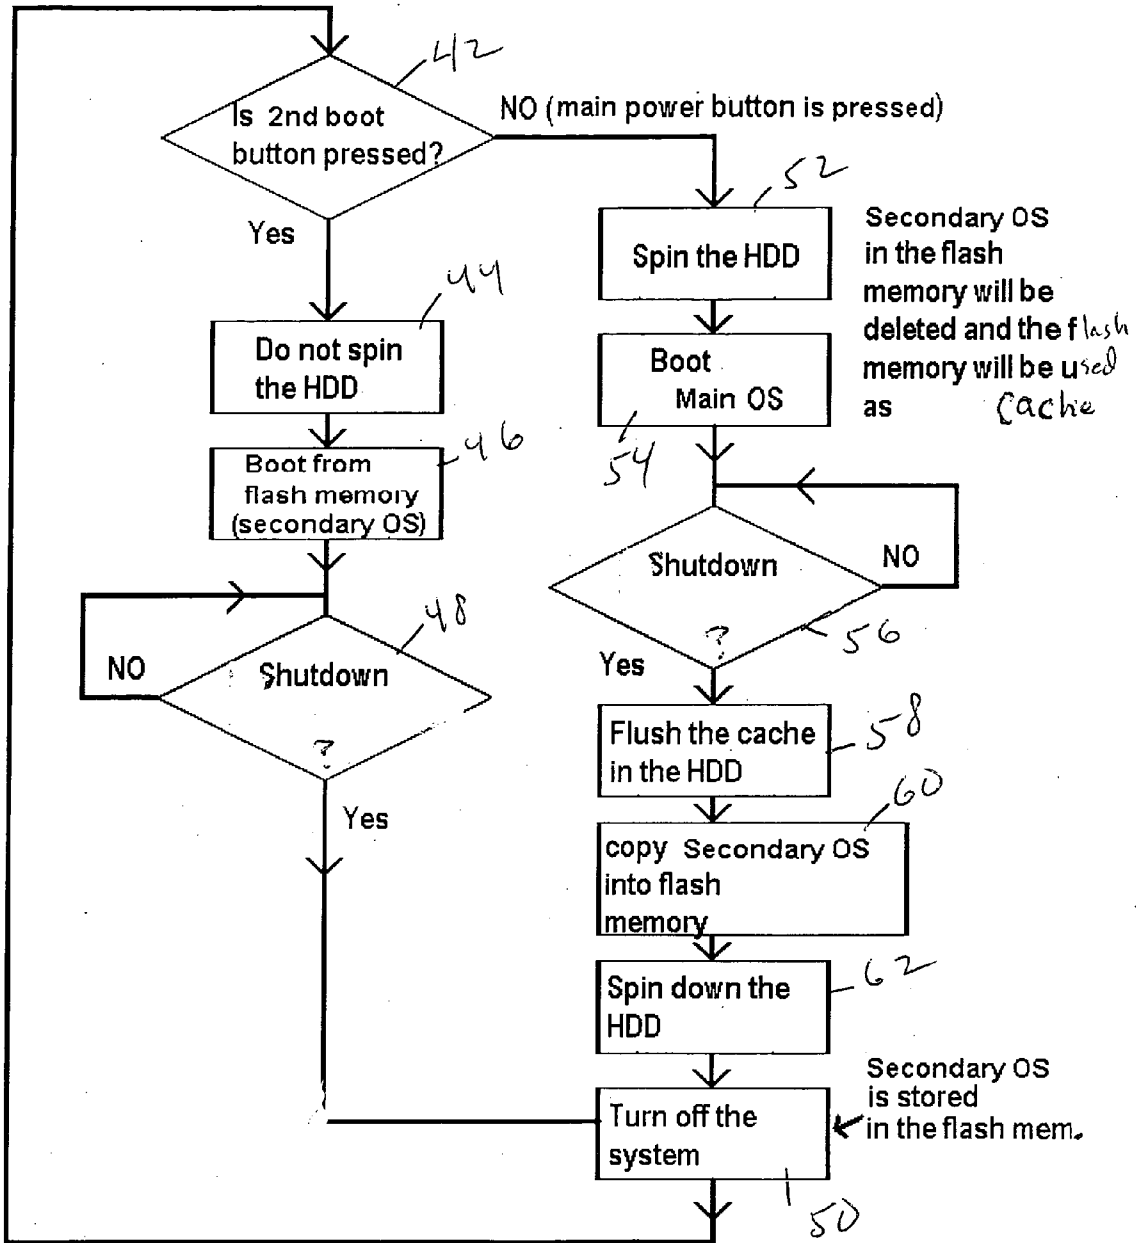 42
Is 2nd boot
button pressed?
NO (main power button is pressed)
Yes
52
Spin the HDD
Secondary OS
in the flash
memory will be
deleted and the flash
memory will be used
as cache
44
Do not spin
the HDD
Boot
Main OS
54
46
Boot from
flash memory
(secondary OS)
Shutdown
?
NO
56
Yes
48
NO
Shutdown
?
Yes
Flush the cache
in the HDD
58
60
copy Secondary OS
into flash
memory
62
Spin down the
HDD
Turn off the
system
50
Secondary OS
is stored
in the flash mem.